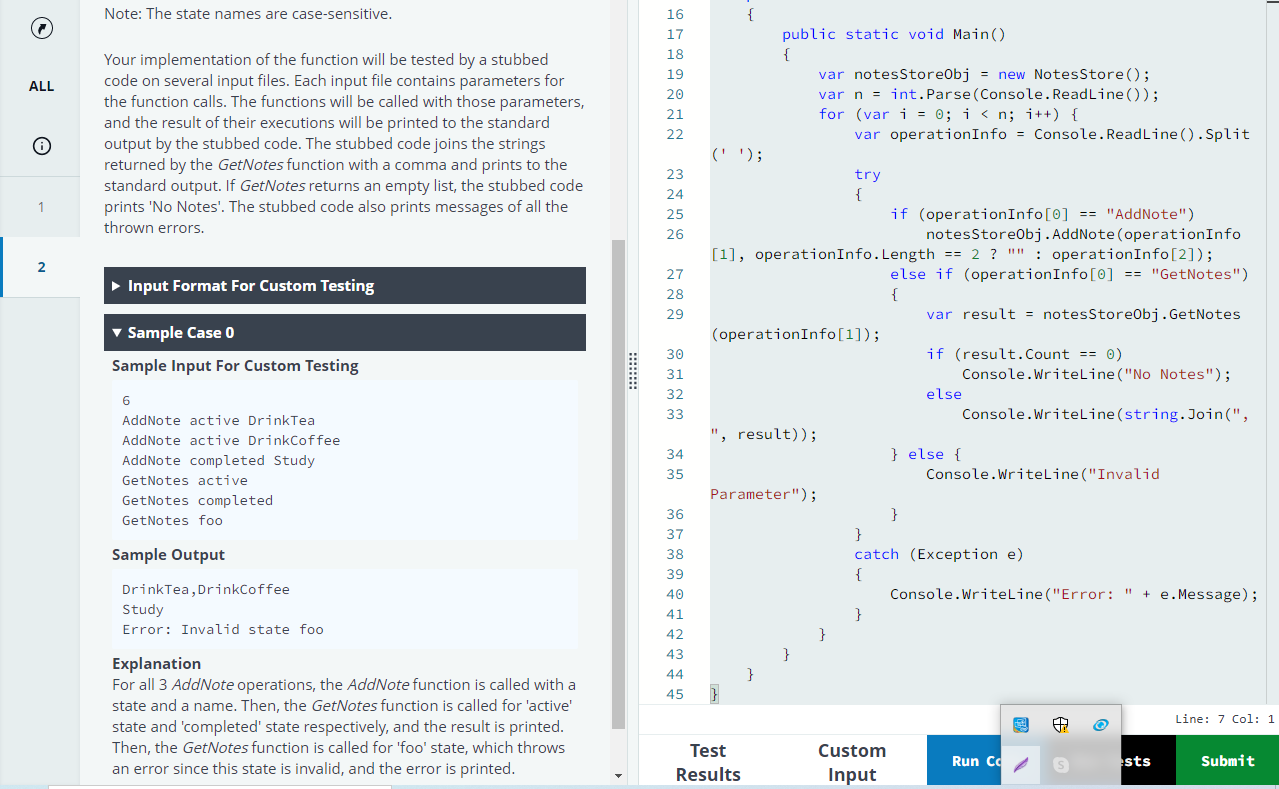 Note: The state names are case-sensitive.
ALL
1
2
Your implementation of the function will be tested by a stubbed
code on several input files. Each input file contains parameters for
the function calls. The functions will be called with those parameters,
and the result of their executions will be printed to the standard
output by the stubbed code. The stubbed code joins the strings
returned by the GetNotes function with a comma and prints to the
standard output. If GetNotes returns an empty list, the stubbed code
prints 'No Notes'. The stubbed code also prints messages of all the
thrown errors.
Input Format For Custom Testing
Sample Case 0
Sample Input For Custom Testing
6
AddNote active DrinkTea
AddNote active DrinkCoffee
AddNote completed Study
GetNotes active
GetNotes completed
GetNotes foo
Sample Output
DrinkTea,DrinkCoffee
Study
Error: Invalid state foo
Explanation
For all 3 AddNote operations, the AddNote function is called with a
state and a name. Then, the GetNotes function is called for 'active'
state and 'completed' state respectively, and the result is printed.
Then, the GetNotes function is called for 'foo' state, which throws
an error since this state is invalid, and the error is printed.
16 {
17 public static void Main()
18 {
19 var notesStoreObj = new NotesStore();
20 var n = int.Parse(Console.ReadLine());
21 for (var i = 0; i < n; i++) {
22 var operationInfo = Console.ReadLine().Split
(' ');
23 try
24 {
25 if (operationInfo[0] == "AddNote")
26 notesStoreObj.AddNote(operationInfo
[1], operationInfo.Length == 2 ? "" : operationInfo[2]);
27 else if (operationInfo[0] == "GetNotes")
28 {
29 var result = notesStoreObj.GetNotes
(operationInfo[1]);
30 if (result.Count == 0)
31 Console.WriteLine("No Notes");
32 else
33 Console.WriteLine(string.Join(",
", result));
34 } else {
35 Console.WriteLine("Invalid
Parameter");
36 }
37 }
38 catch (Exception e)
39 {
40 Console.WriteLine("Error: " + e.Message);
41 }
42 }
43 }
44 }
45 }
Line: 7 Col: 1
Test
Results
Custom
Input
Run
Submit